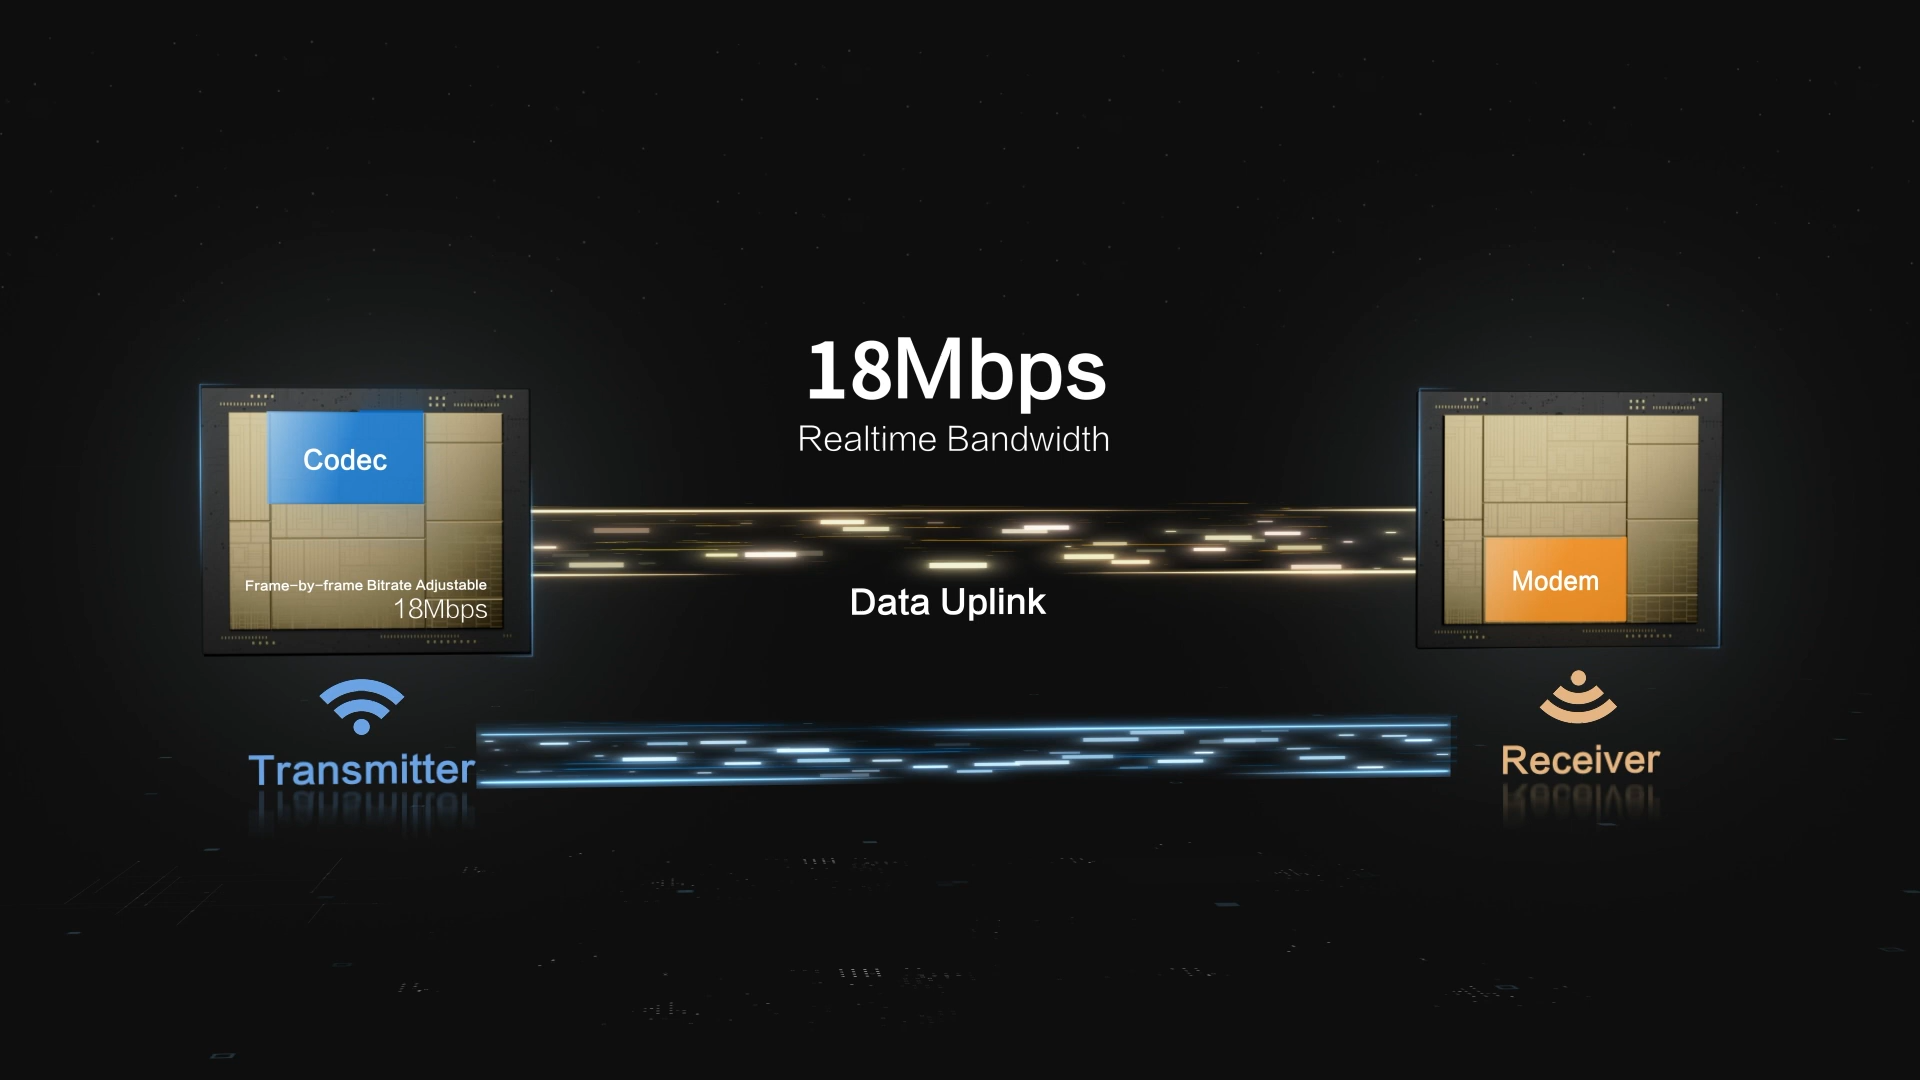 18Mbps
Realtime Bandwidth
Codec
Frame-by-frame Bitrate Adjustable
18Mbps
Data Uplink
Modem
Transmitter
Receiver